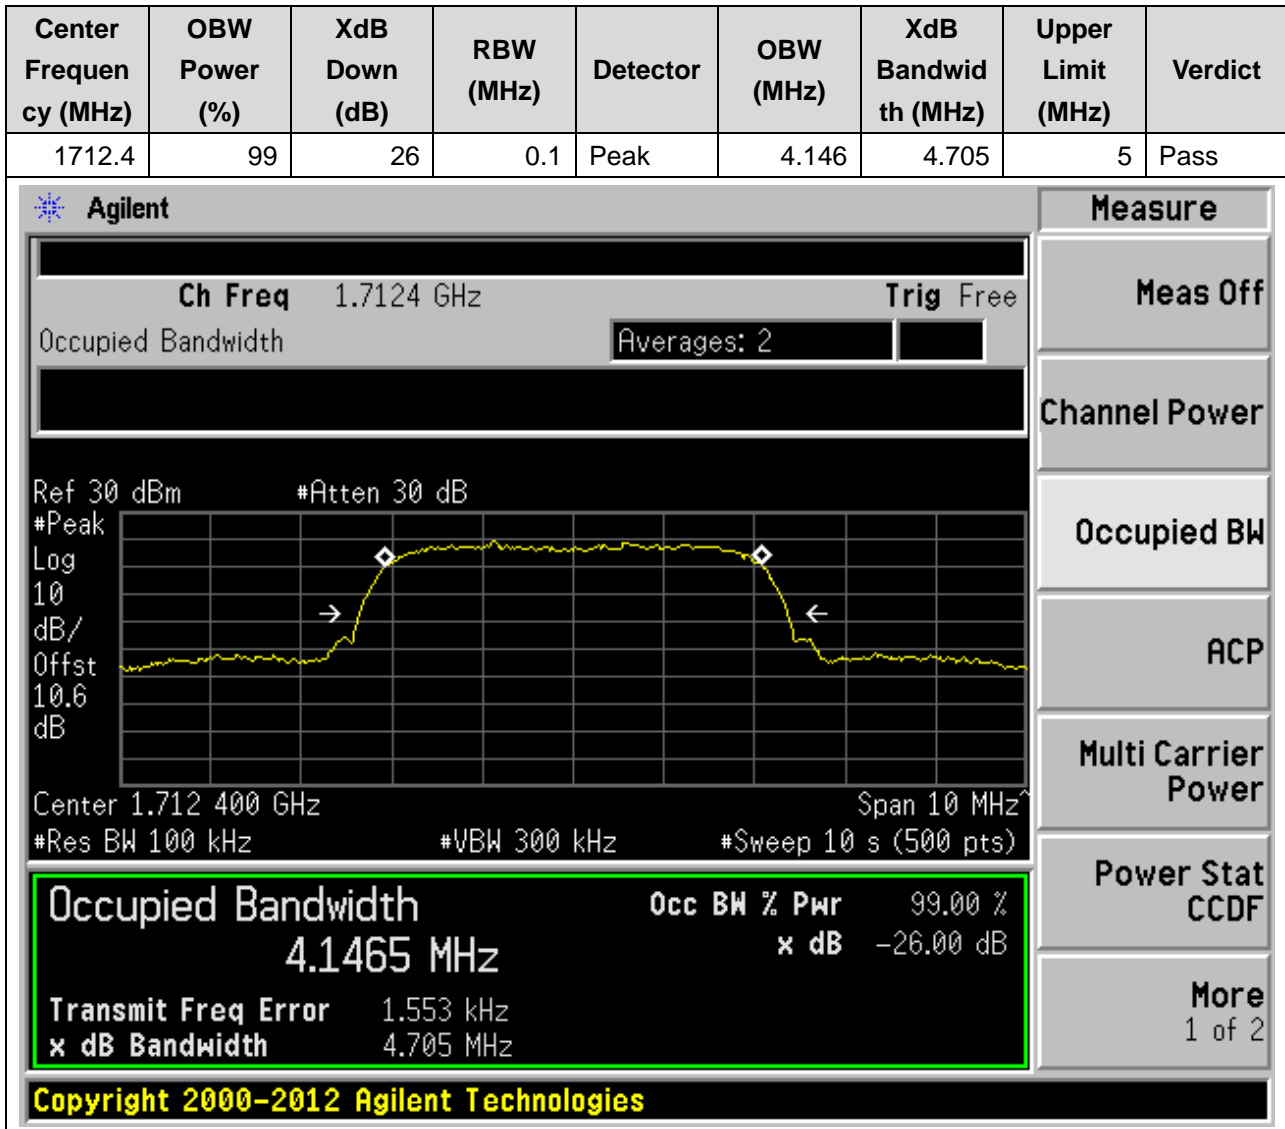 Center Frequen cy (MHz) OBW Power (%) XdB Down (dB) RBW (MHz) Detector OBW (MHz) XdB Bandwid th (MHz) Upper Limit (MHz) Verdict
1712.4 99 26 0.1 Peak 4.146 4.705 5 Pass
Agilent
Measure
Ch Freq 1.7124 GHz Trig Free
Meas Off
Occupied Bandwidth Averages: 2
Channel Power
Ref 30 dBm #Atten 30 dB
#Peak
Log
10
dB/
Offst
10.6
dB
Occupied BW
ACP
Multi Carrier
Power
Center 1.712 400 GHz Span 10 MHz^
#Res BW 100 kHz #VBW 300 kHz #Sweep 10 s (500 pts)
Power Stat
CCDF
Occupied Bandwidth Occ BW % Pwr 99.00 %
4.1465 MHz x dB -26.00 dB
Transmit Freq Error 1.553 kHz
x dB Bandwidth 4.705 MHz
More
1 of 2
Copyright 2000-2012 Agilent Technologies